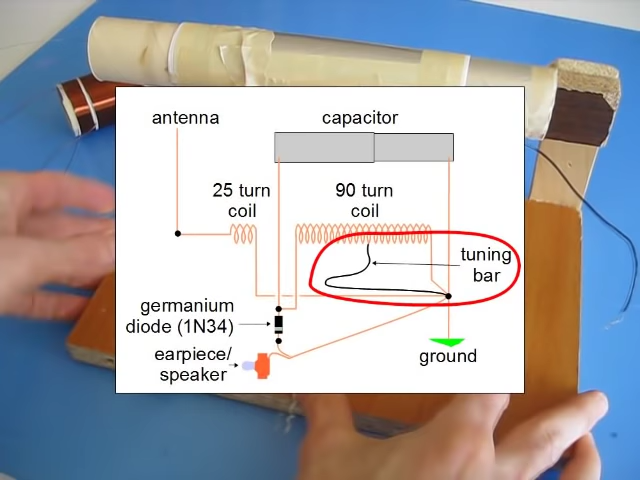 antenna
capacitor
25 turn
coil
90 turn
coil
tuning
bar
germanium
diode (1N34)
earpiece/
speaker
ground